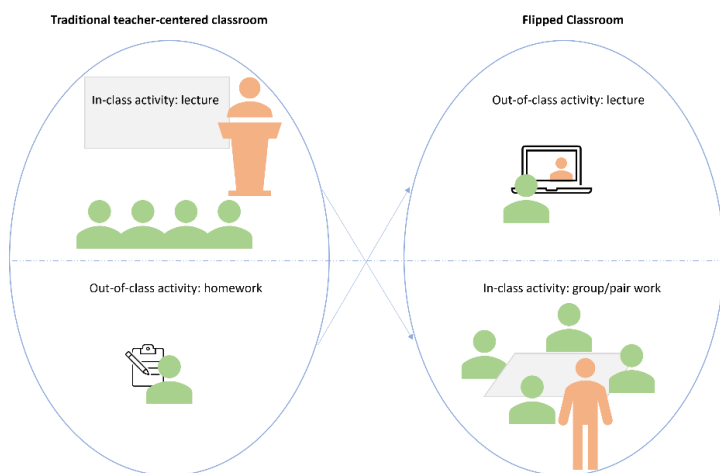 Traditional teacher-centered classroom
Flipped Classroom
In-class activity: lecture
Out-of-class activity: lecture
Out-of-class activity: homework
In-class activity: group/pair work